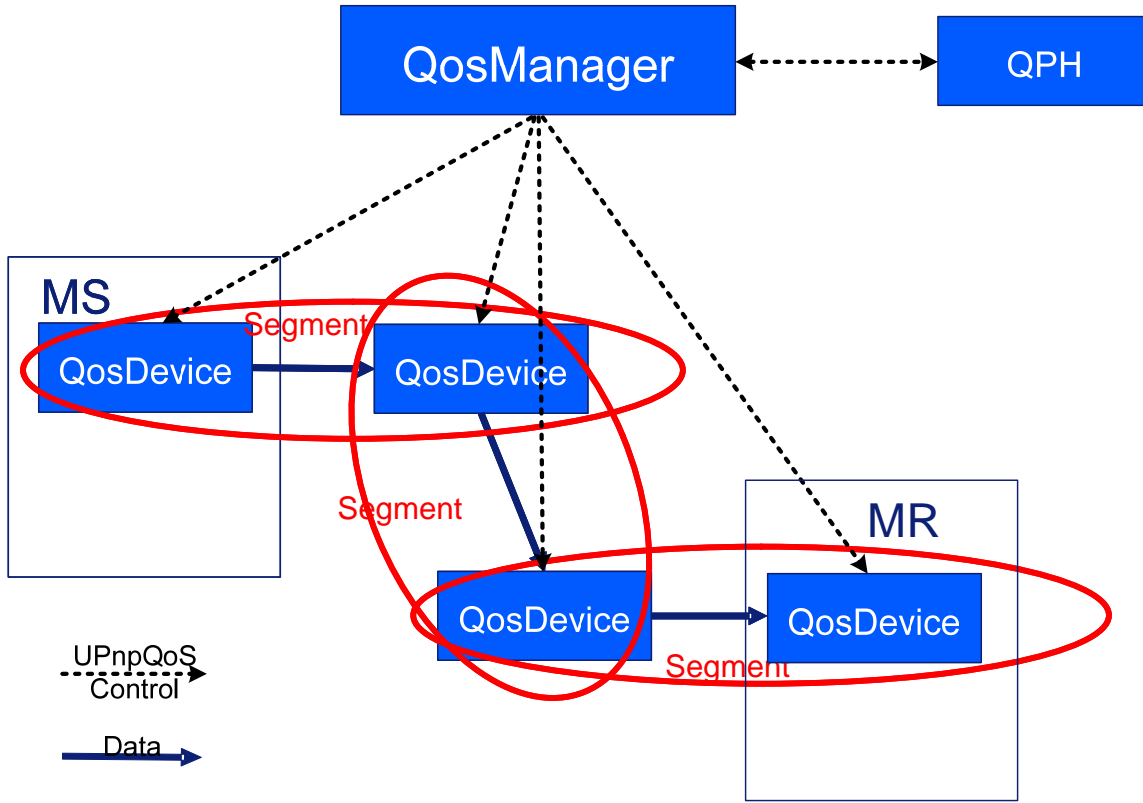 QosManager
QPH
MS
Segment
QosDevice
QosDevice
Segment
MR
QosDevice
QosDevice
Segment
UPnpQoS
Control
Data